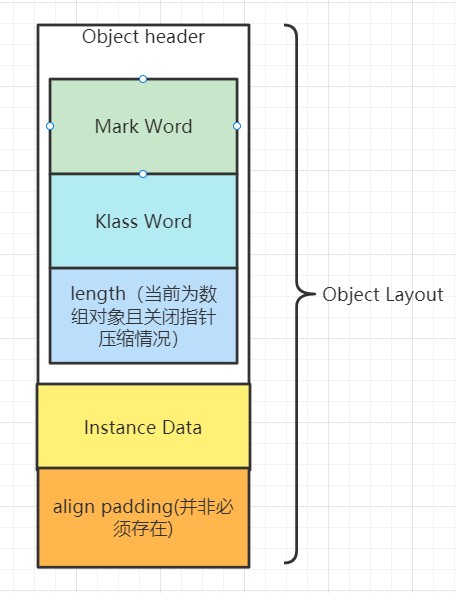 Object header
Mark Word
Klass Word
length（当前为数
组对象且关闭指针
压缩情况）
Object Layout
Instance Data
align padding(并非必
须存在)